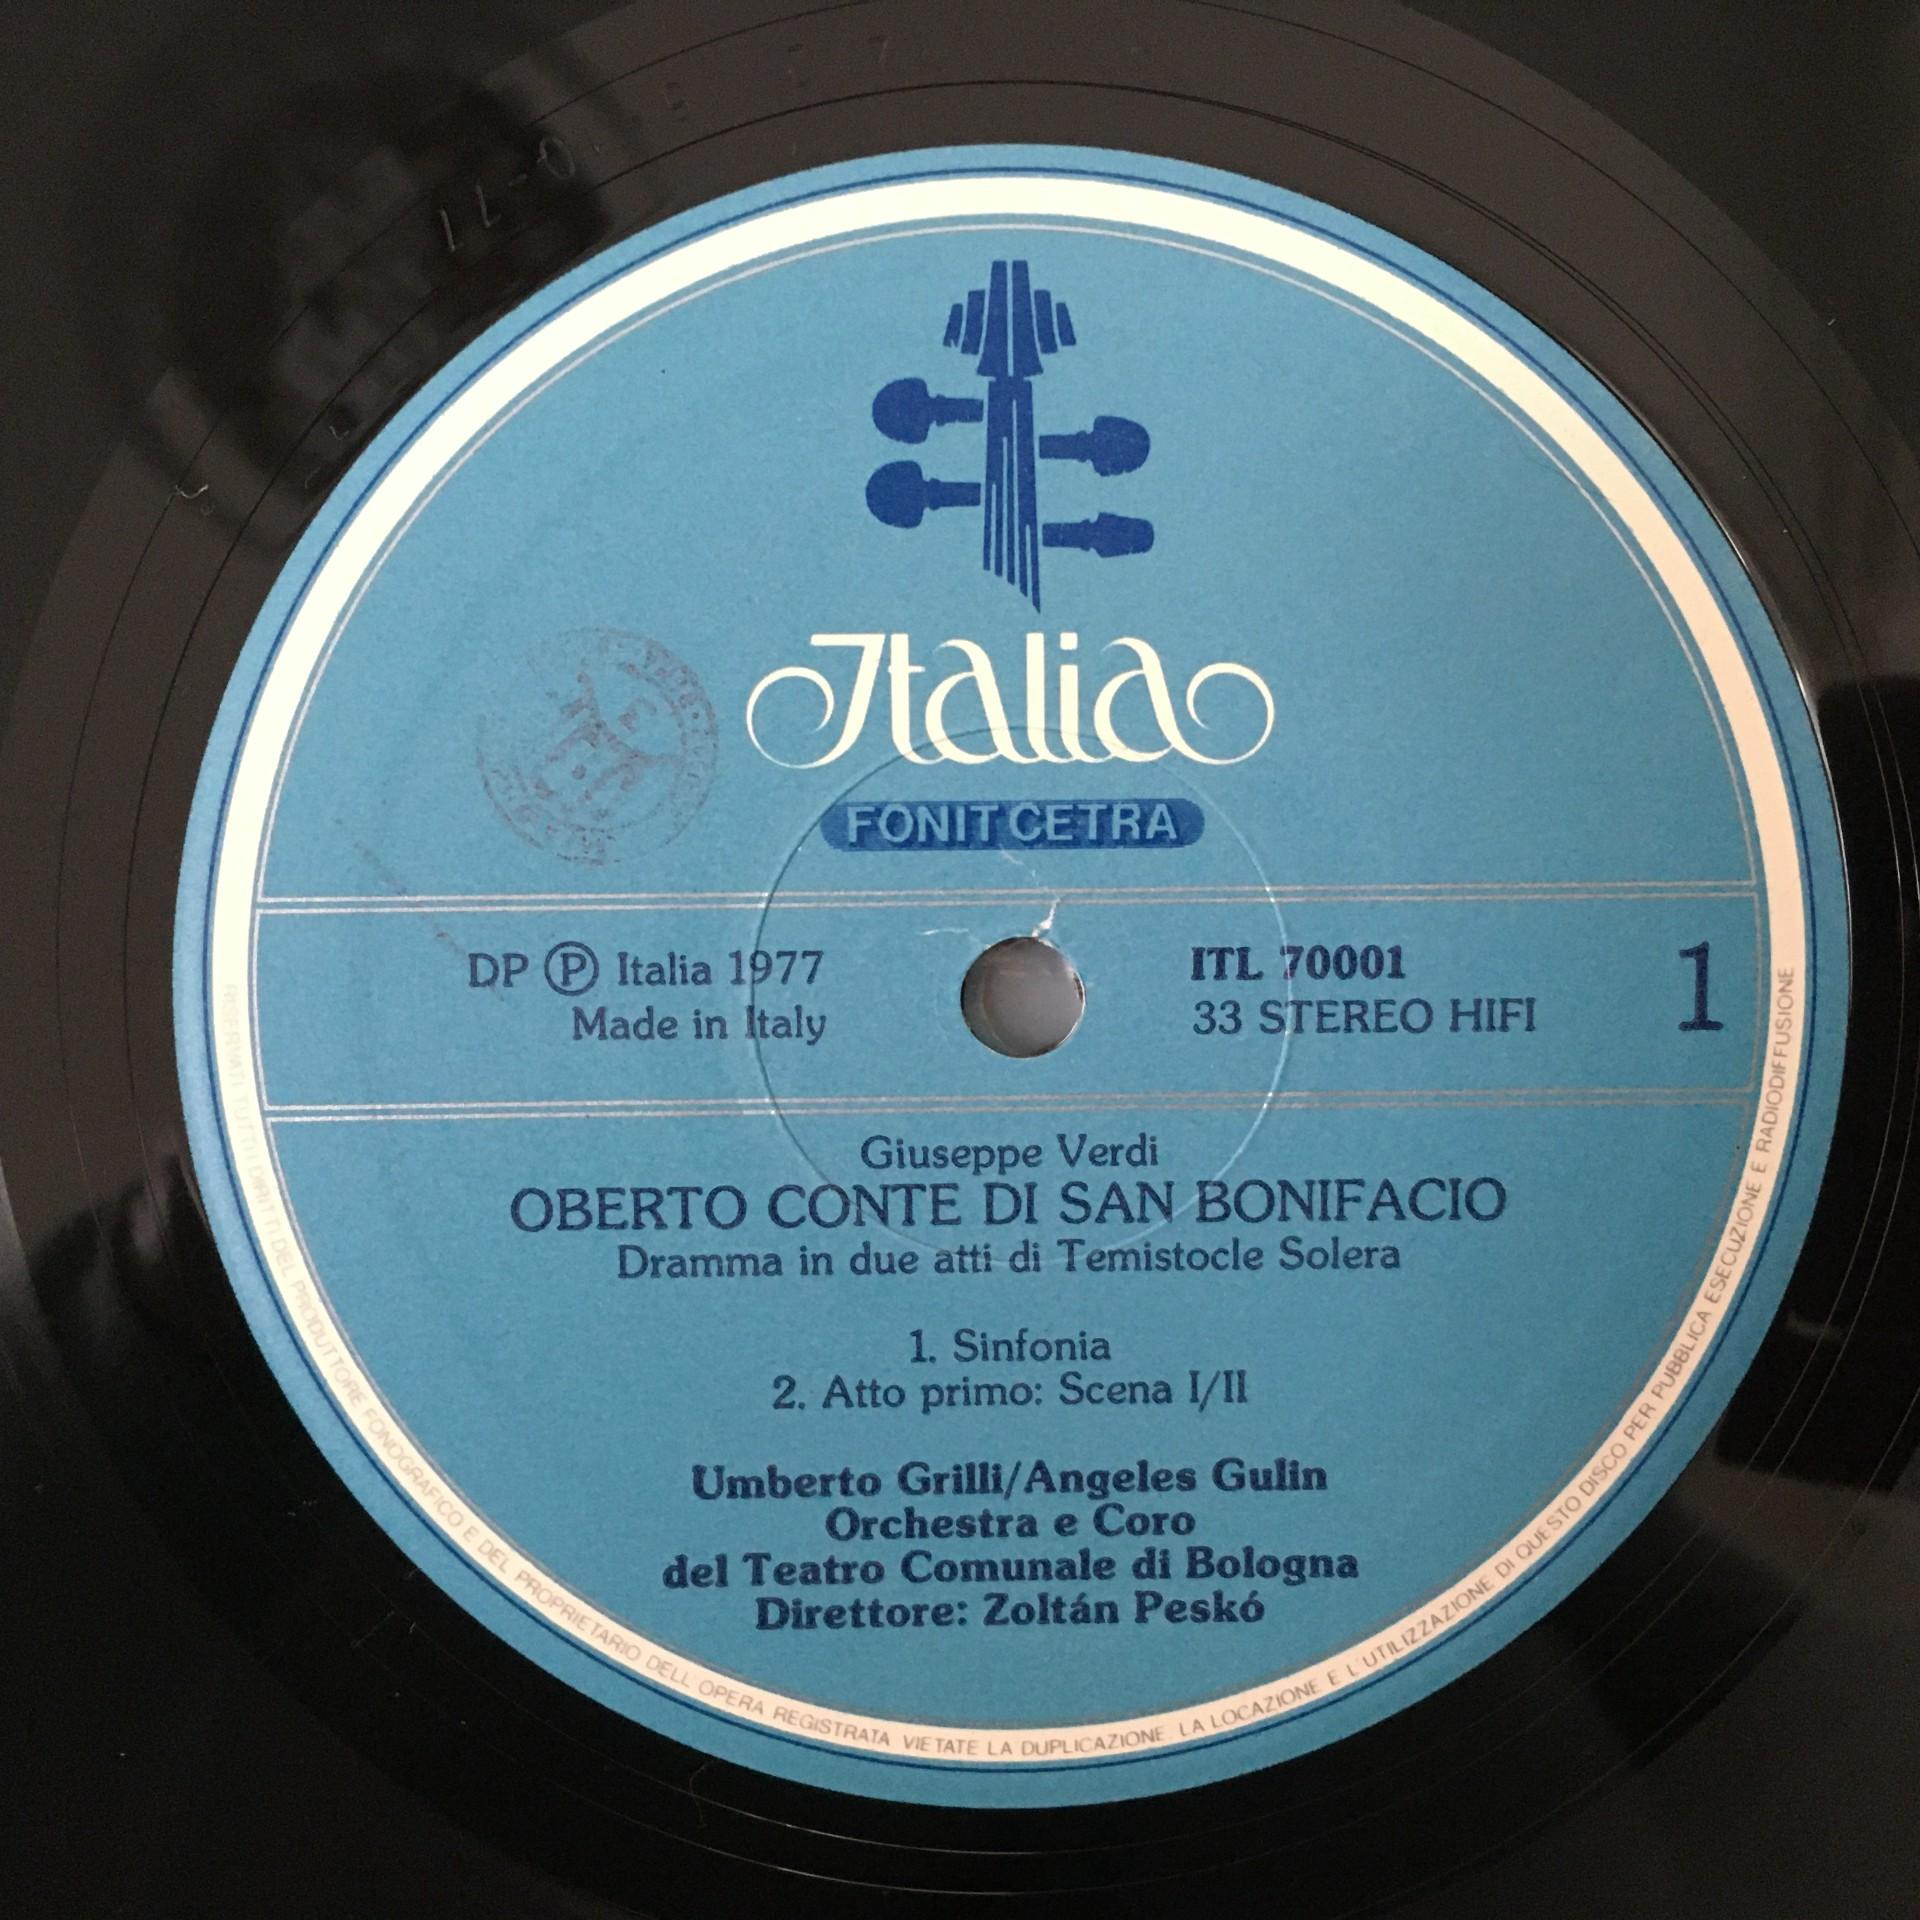 Italia
FONIT CETRA
DP Ⓟ Italia 1977
Made in Italy
ITL 70001
33 STEREO HIFI
1
Giuseppe Verdi
OBERTO CONTE DI SAN BONIFACIO
Dramma in due atti di Temistocle Solera
1. Sinfonia
2. Atto primo: Scena I/II
Umberto Grilli/Angeles Gulin
Orchestra e Coro
del Teatro Comunale di Bologna
Direttore: Zoltán Peskó
RISERVATI TUTTI I DIRITTI DEL PRODUTTORE FONOGRAFICO E DEL PROPRIETARIO DELL'OPERA REGISTRATA VIETATE LA DUPLICAZIONE LA LOCAZIONE E L'UTILIZZAZIONE DI QUESTO DISCO PER PUBBLICA ESECUZIONE E RADIODIFFUSIONE